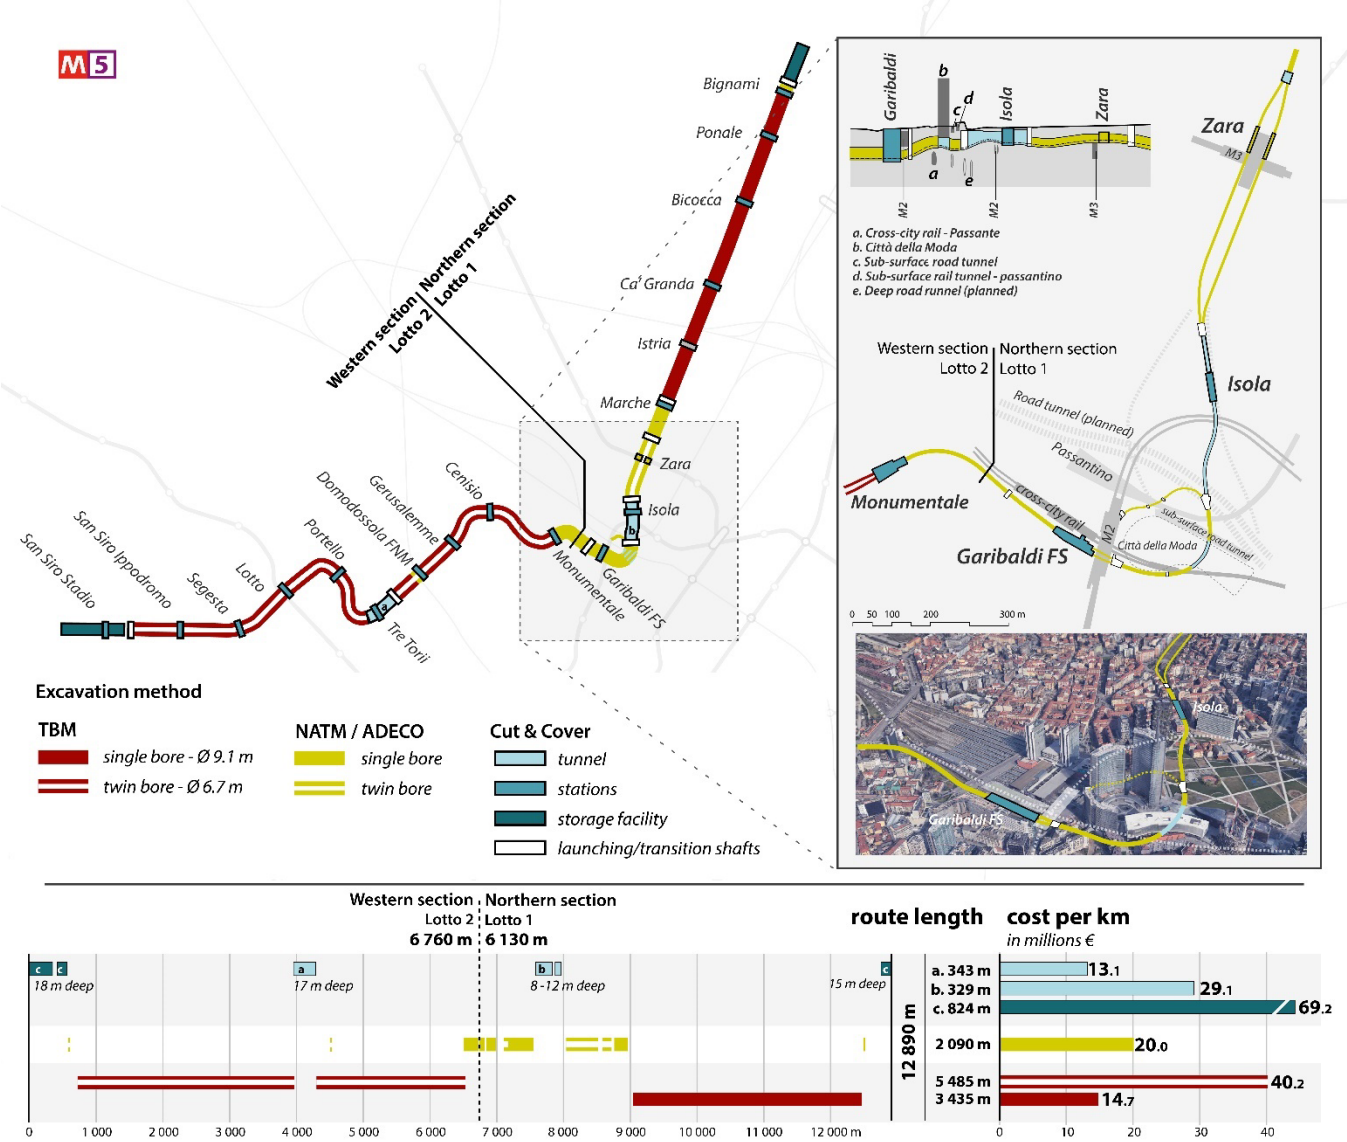 M5
Bignami
Ponale
Bicocca
Ca' Granda
Istria
Marche
Zara
Isola
b
Garibaldi FS
Monumentale
Cenisio
Gerusalemme
Domodossola FNM
Portello
a
Tre Torii
Lotto
Segesta
San Siro Ippodromo
San Siro Stadio
Western section
Lotto 2
Northern section
Lotto 1
Garibaldi
b
c
d
Isola
Zara
a
e
M2
M2
M3
a. Cross-city rail - Passante
b. Città della Moda
c. Sub-surface road tunnel
d. Sub-surface rail tunnel - passantino
e. Deep road runnel (planned)
Zara
M3
Isola
Western section
Lotto 2
Northern section
Lotto 1
Road tunnel (planned)
Passantino
cross-city rail
M2
sub-surface road tunnel
Città della Moda
Monumentale
Garibaldi FS
0 50 100 200 300 m
Isola
Garibaldi FS
Excavation method
TBM
single bore - Ø 9.1 m
twin bore - Ø 6.7 m
NATM / ADECO
single bore
twin bore
Cut & Cover
tunnel
stations
storage facility
launching/transition shafts
Western section
Lotto 2
6 760 m
Northern section
Lotto 1
6 130 m
route length
cost per km
in millions €
c c a b c
18 m deep
17 m deep
8 -12 m deep
15 m deep
12 890 m
a. 343 m
13.1
b. 329 m
29.1
c. 824 m
69.2
2 090 m
20.0
5 485 m
40.2
3 435 m
14.7
0 1 000 2 000 3 000 4 000 5 000 6 000 7 000 8 000 9 000 10 000 11 000 12 000 m
0 10 20 30 40